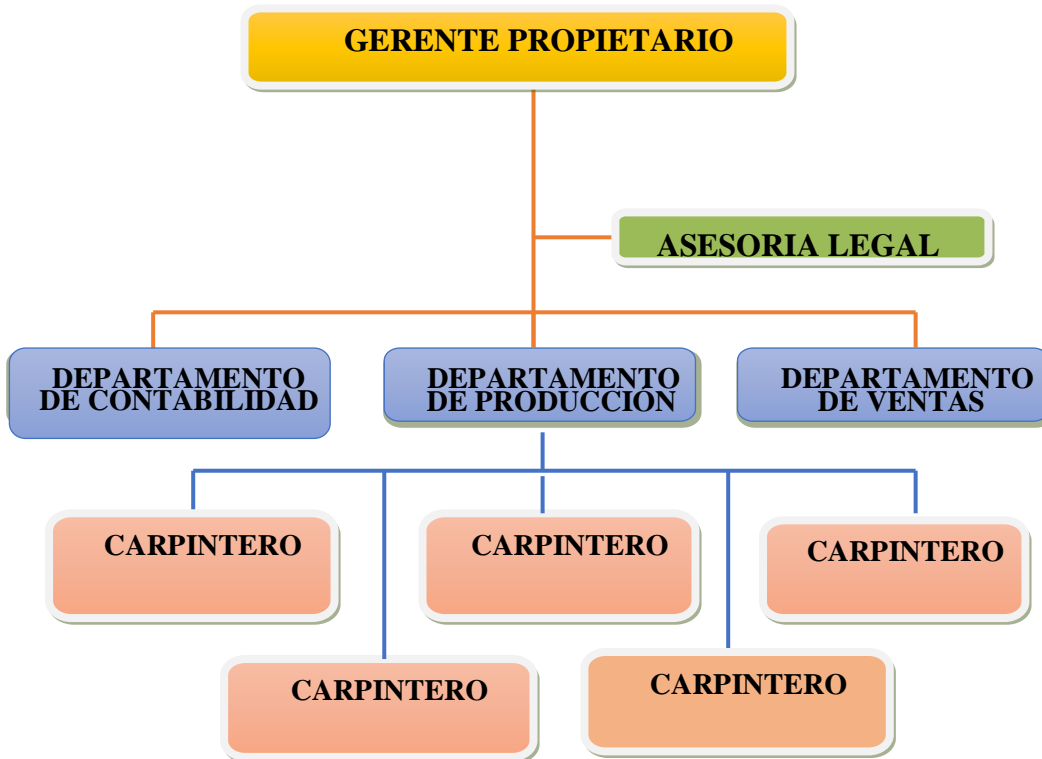 GERENTE PROPIETARIO
ASESORIA LEGAL
DEPARTAMENTO
DE CONTABILIDAD
DEPARTAMENTO
DE PRODUCCION
DEPARTAMENTO
DE VENTAS
CARPINTERO
CARPINTERO
CARPINTERO
CARPINTERO
CARPINTERO